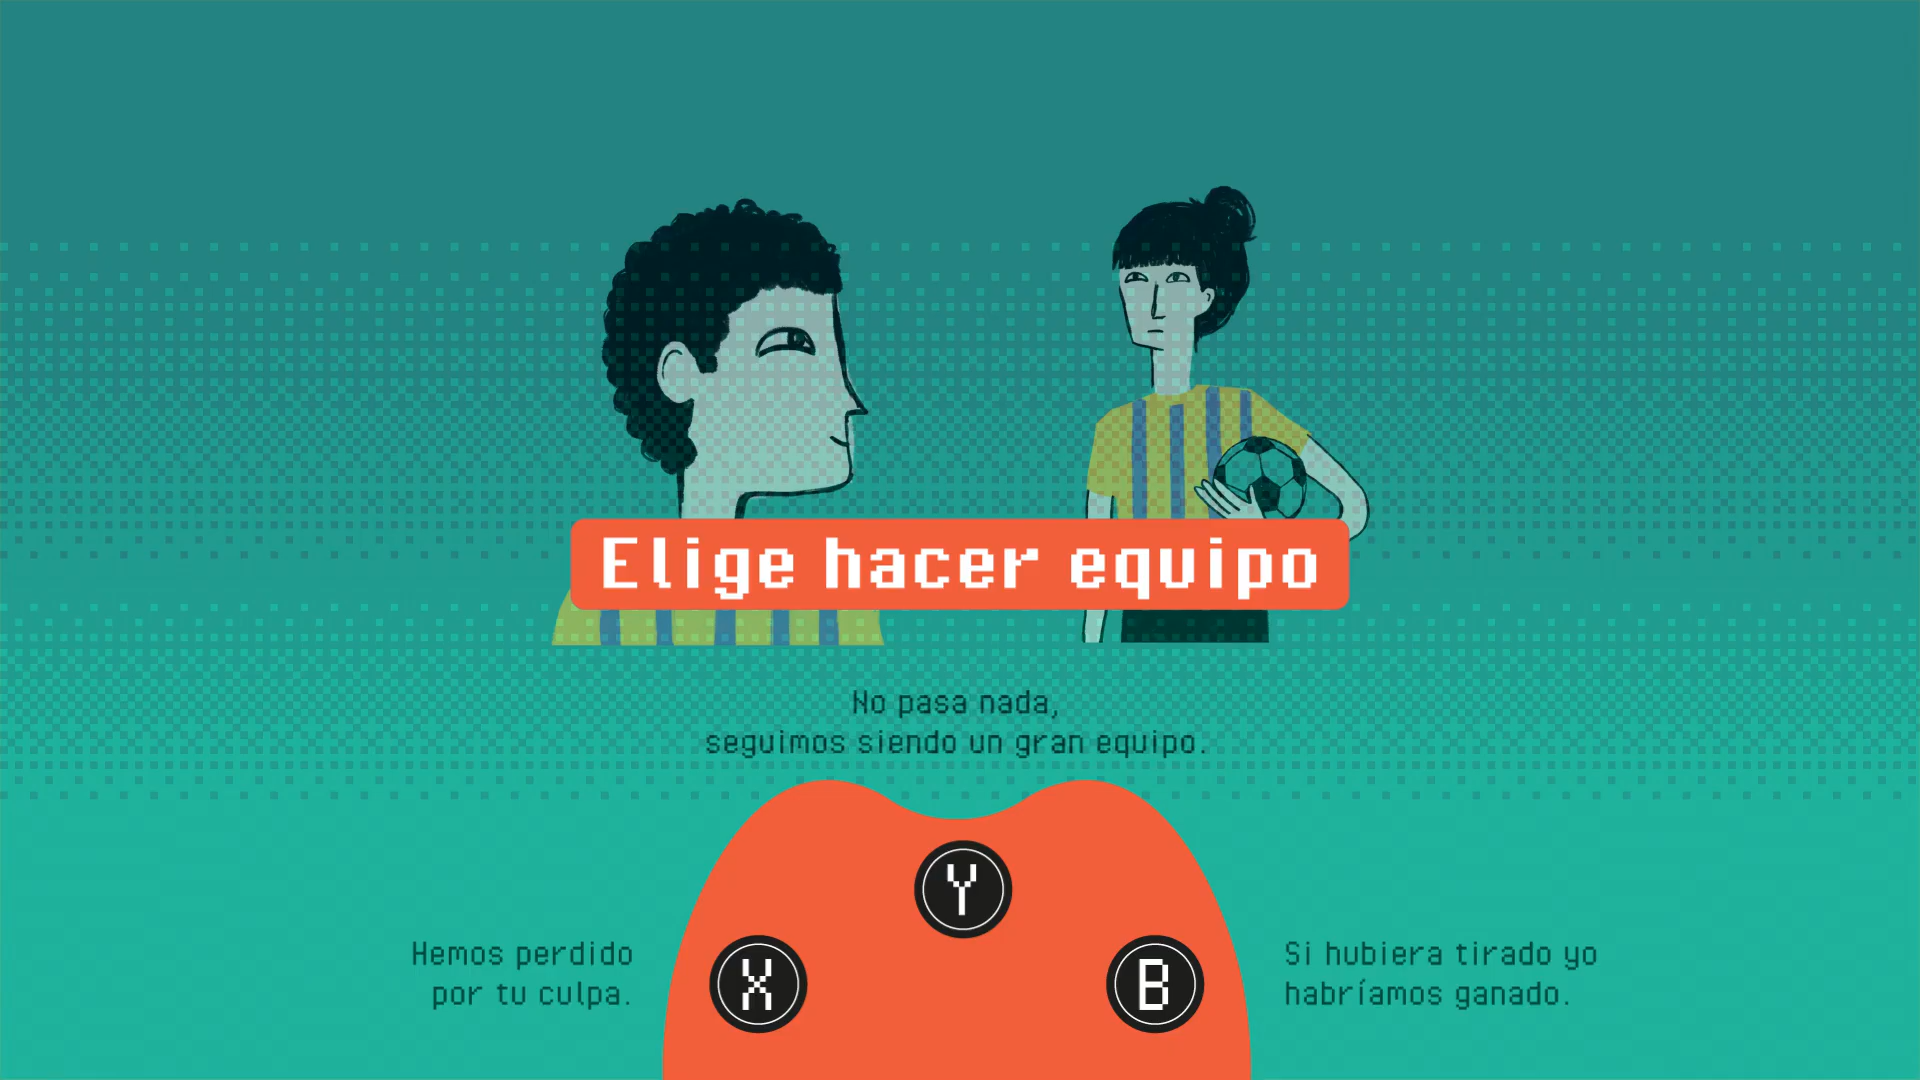 Elige hacer equipo
No pasa nada,
seguimos siendo un gran equipo.
Y
Hemos perdido
por tu culpa.
X
B
Si hubiera tirado yo
habríamos ganado.